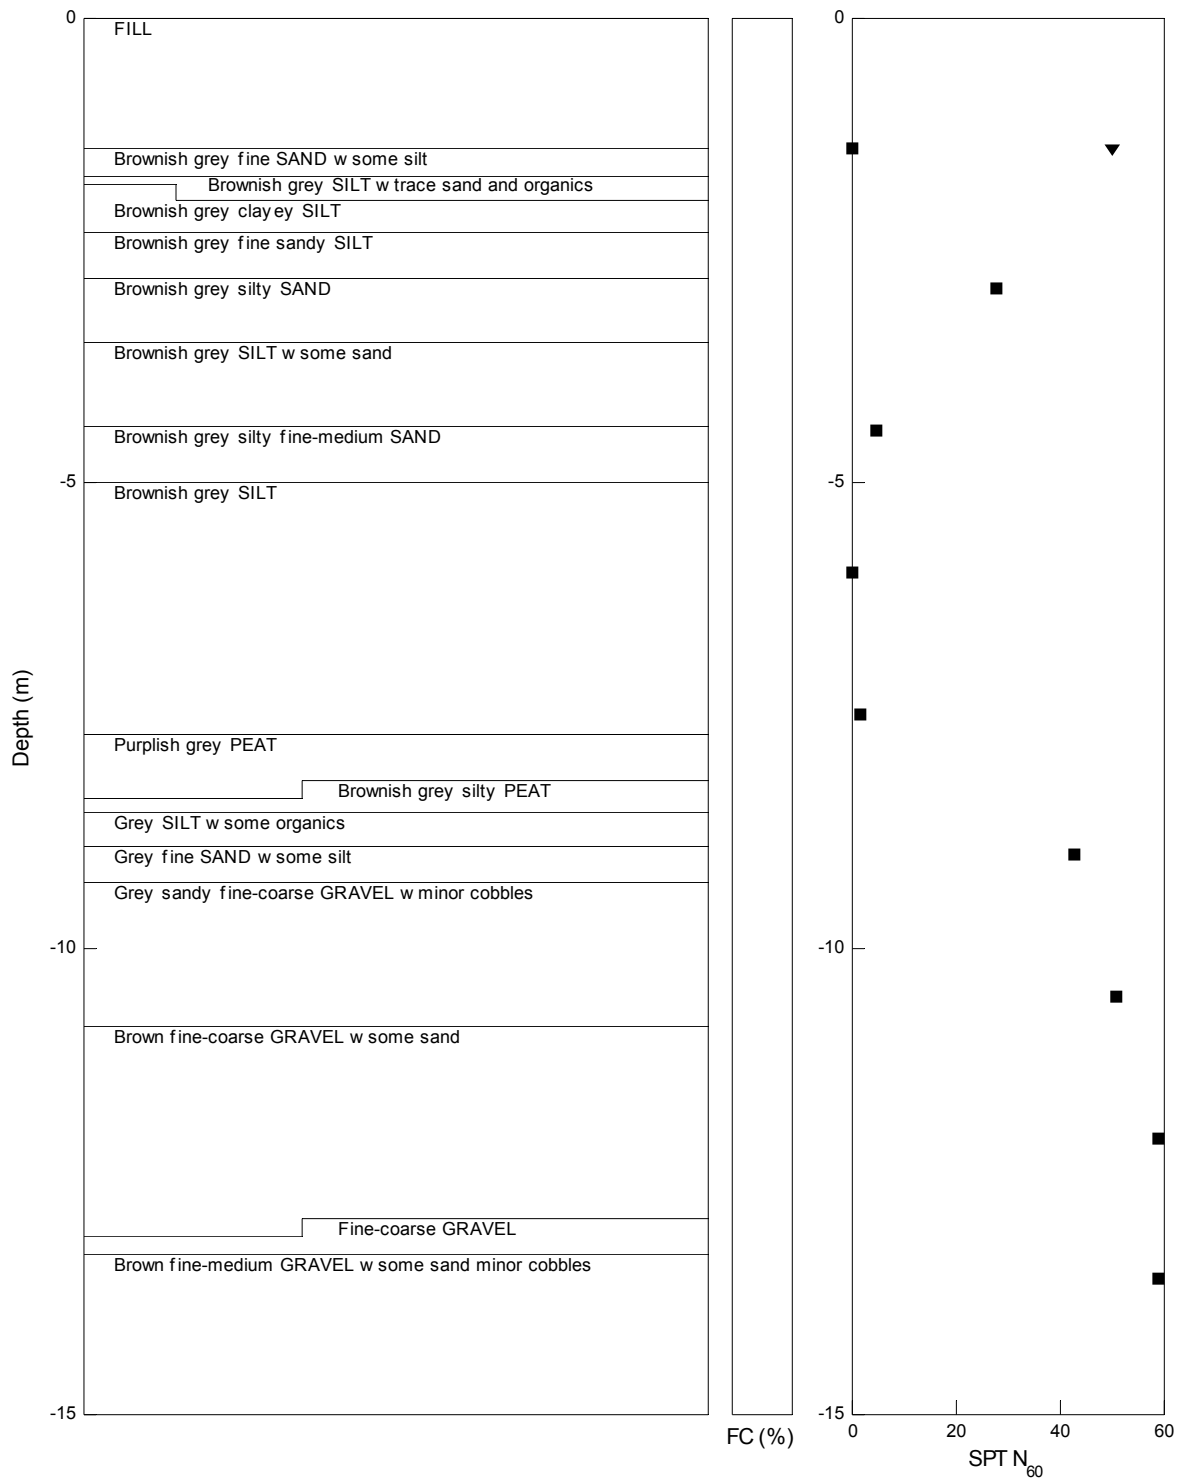 0
FILL
Brownish grey fine SAND w some silt
Brownish grey SILT w trace sand and organics
Brownish grey clayey SILT
Brownish grey fine sandy SILT
Brownish grey silty SAND
Brownish grey SILT w some sand
Brownish grey silty fine-medium SAND
-5
Brownish grey SILT
Depth (m)
Purplish grey PEAT
Brownish grey silty PEAT
Grey SILT w some organics
Grey fine SAND w some silt
Grey sandy fine-coarse GRAVEL w minor cobbles
-10
Brown fine-coarse GRAVEL w some sand
Fine-coarse GRAVEL
Brown fine-medium GRAVEL w some sand minor cobbles
-15
FC (%)
0
-5
-10
-15
0 20 40 60
SPT N60